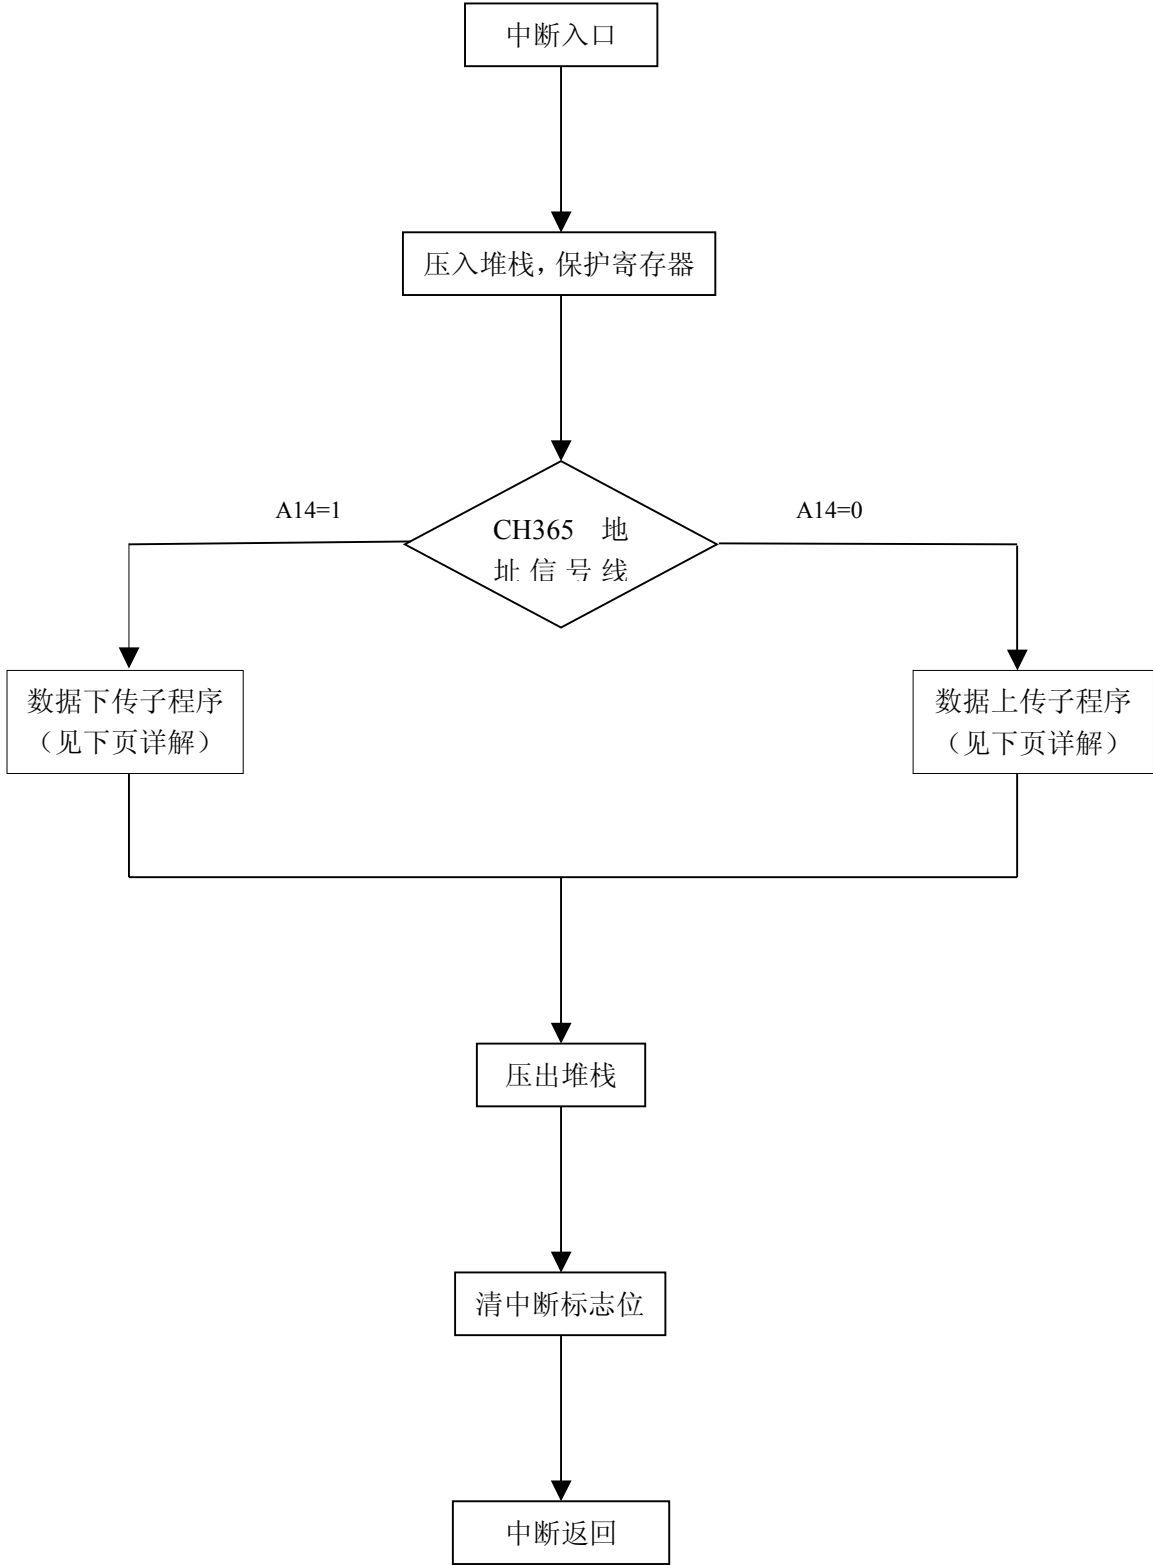 中断入口
压入堆栈，保护寄存器
A14=1
A14=0
CH365 地
址信号线
数据下传子程序
（见下页详解）
数据上传子程序
（见下页详解）
压出堆栈
清中断标志位
中断返回